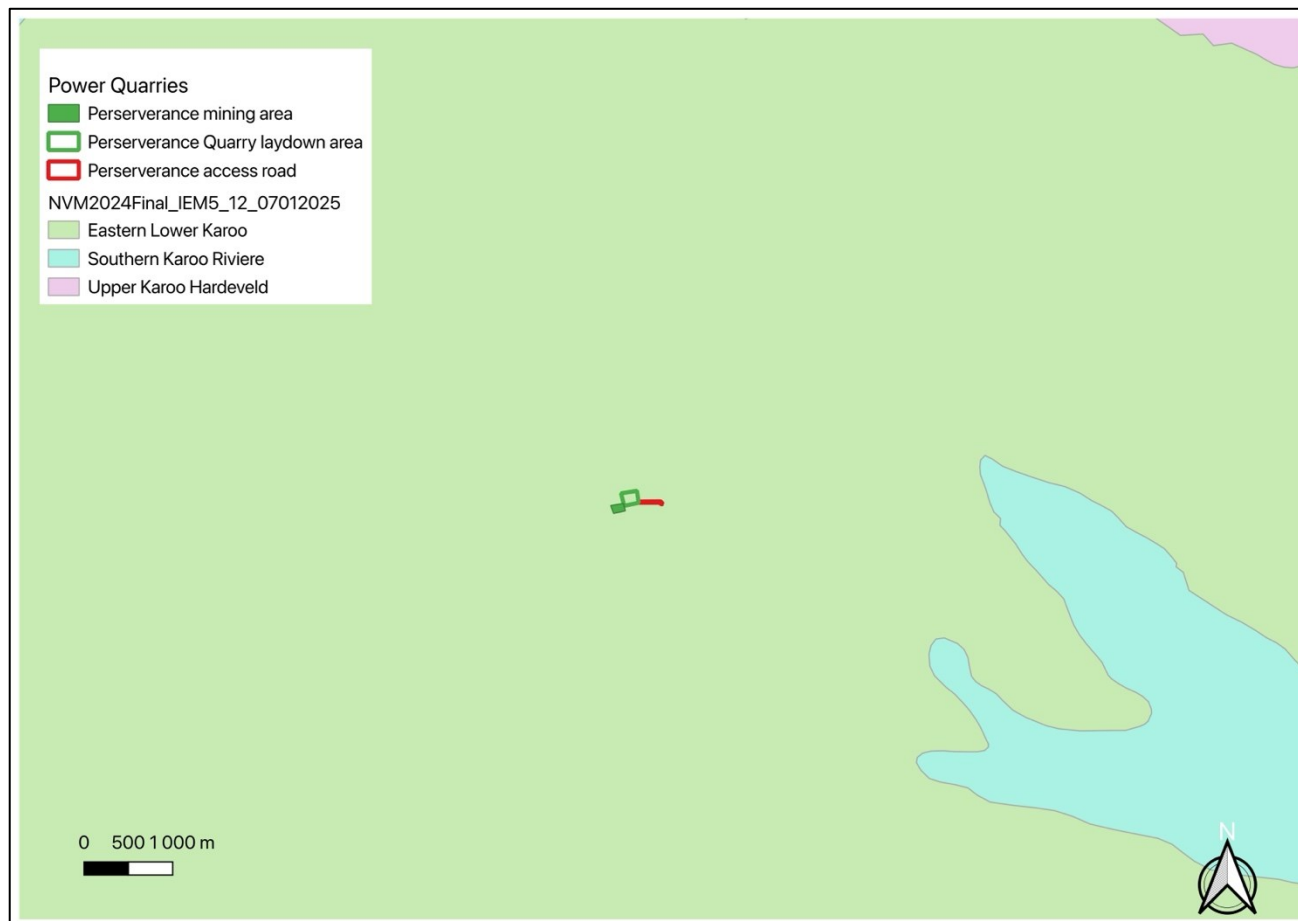 Power Quarries
Perserverance mining area
Perserverance Quarry laydown area
Perserverance access road
NVM2024Final_IEM5_12_07012025
Eastern Lower Karoo
Southern Karoo Riviere
Upper Karoo Hardeveld
0 500 1 000 m
N